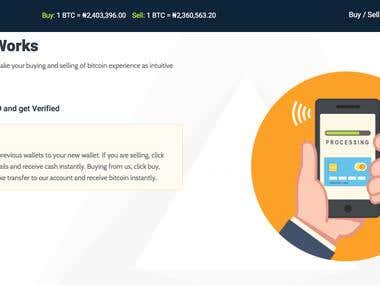 Buy: 1 BTC = ₦2,403,396.00 Sell: 1 BTC = ₦2,360,563.20 Buy / Sell
Works
ake your buying and selling of bitcoin experience as intuitive
and get Verified
revious wallets to your new wallet. If you are selling, click
ails and receive cash instantly. Buying from us, click buy,
ke transfer to our account and receive bitcoin instantly.
PROCESSING